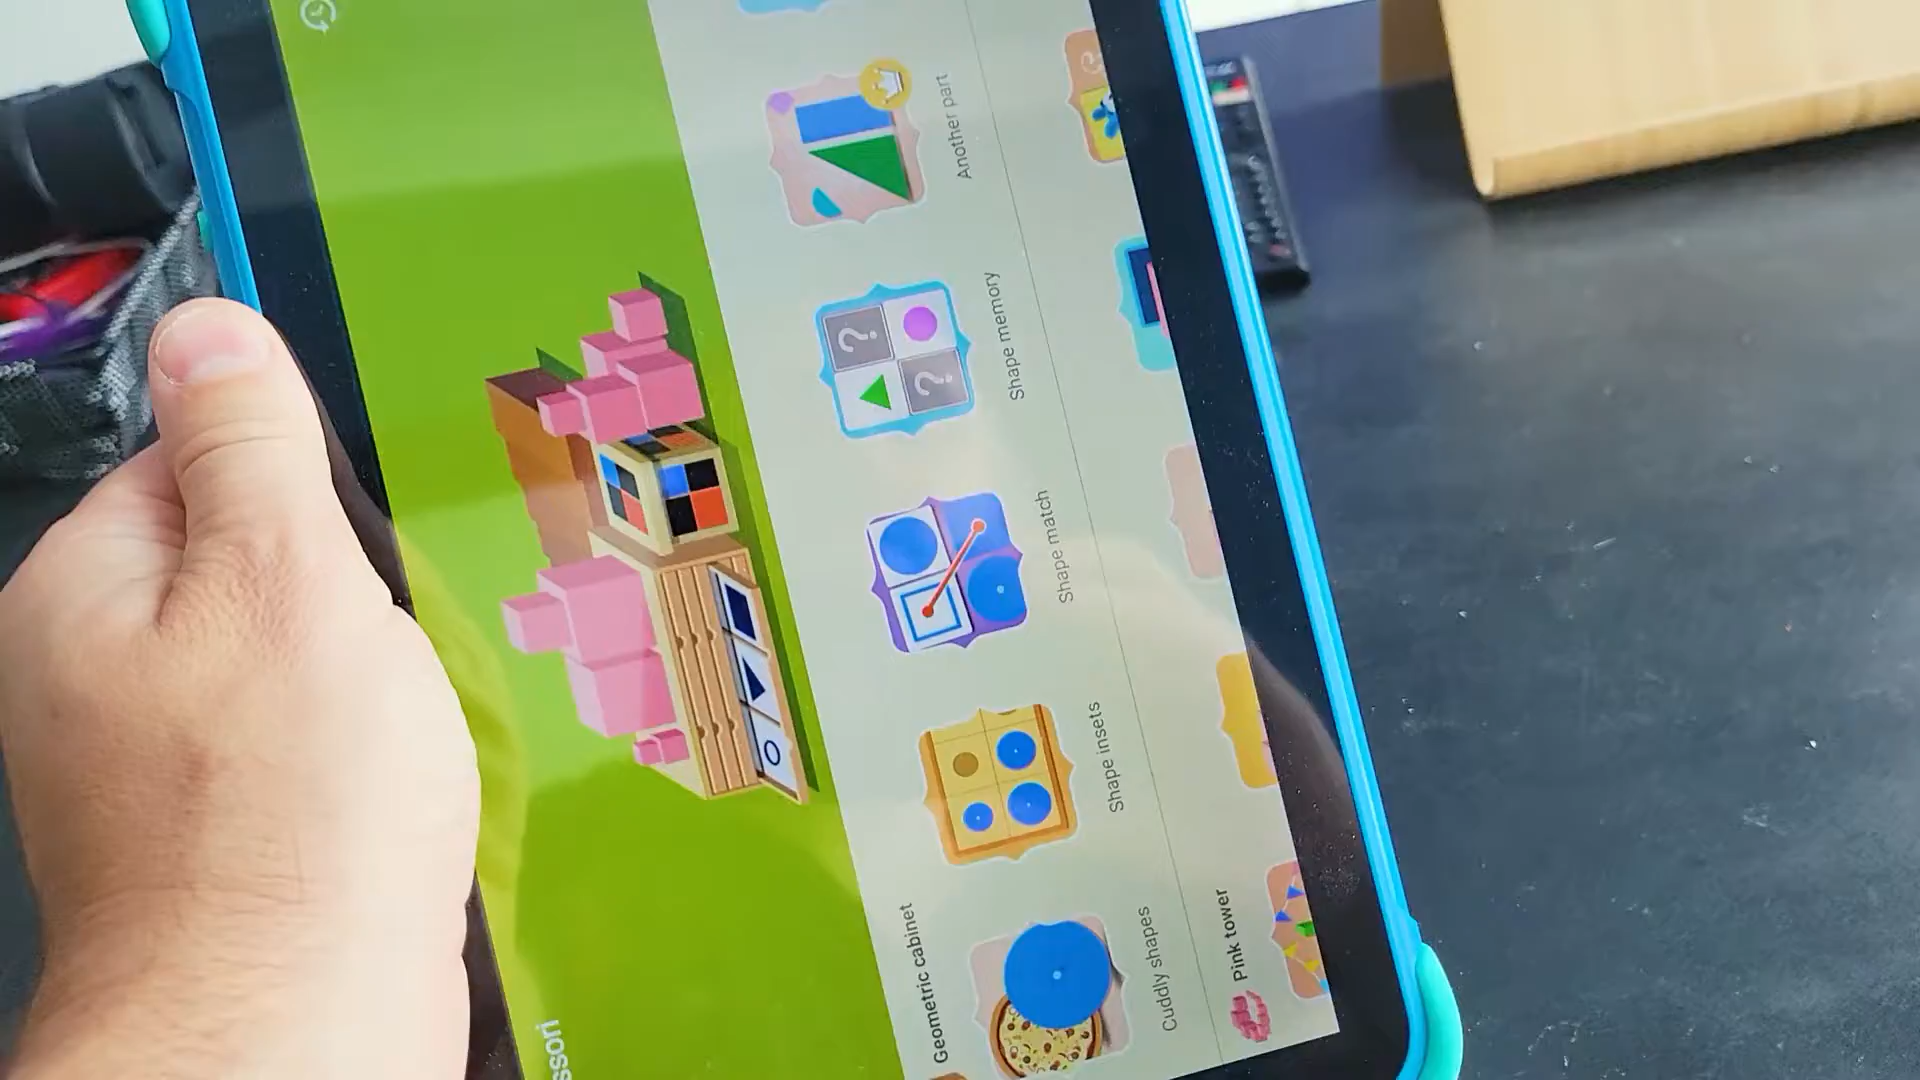 ssori
Geometric cabinet
Cuddly shapes
Shape insets
Shape match
Shape memory
Another part
Pink tower